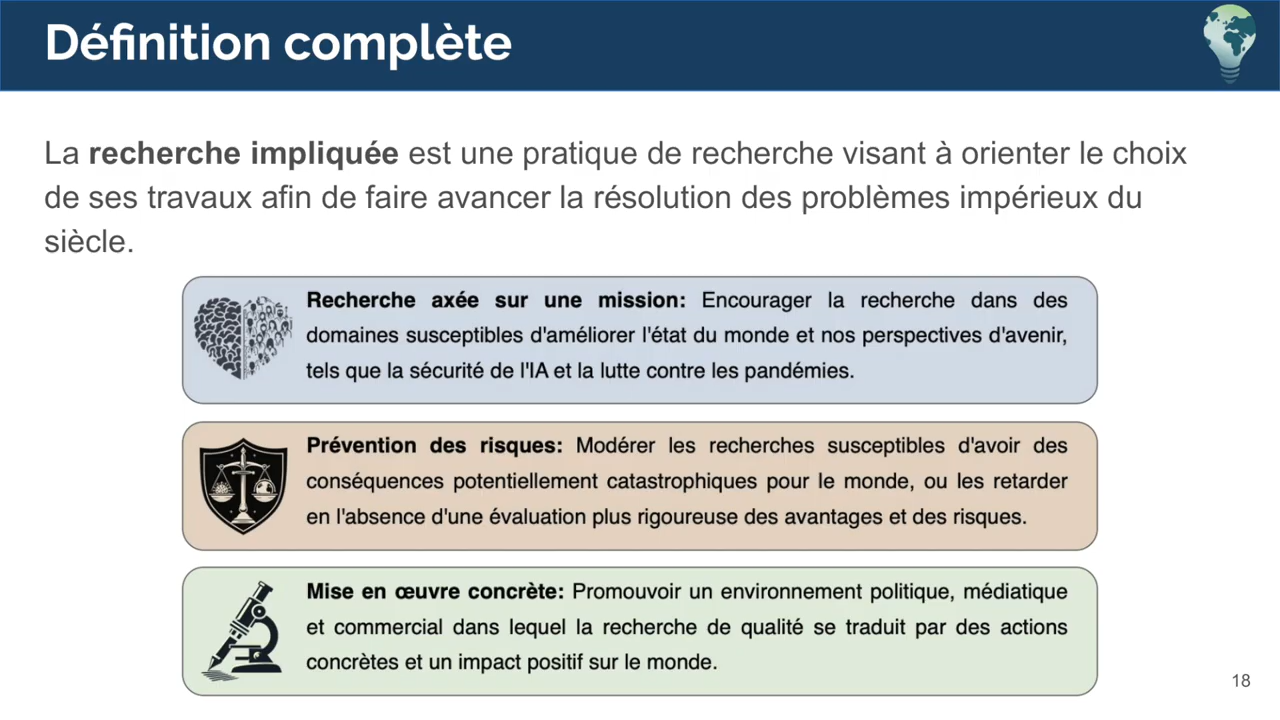 Définition complète
La recherche impliquée est une pratique de recherche visant à orienter le choix
de ses travaux afin de faire avancer la résolution des problèmes impérieux du
siècle.
Recherche axée sur une mission: Encourager la recherche dans des
domaines susceptibles d'améliorer l'état du monde et nos perspectives d'avenir,
tels que la sécurité de l'IA et la lutte contre les pandémies.
Prévention des risques: Modérer les recherches susceptibles d'avoir des
conséquences potentiellement catastrophiques pour le monde, ou les retarder
en l'absence d'une évaluation plus rigoureuse des avantages et des risques.
Mise en œuvre concrète: Promouvoir un environnement politique, médiatique
et commercial dans lequel la recherche de qualité se traduit par des actions
concrètes et un impact positif sur le monde.
18